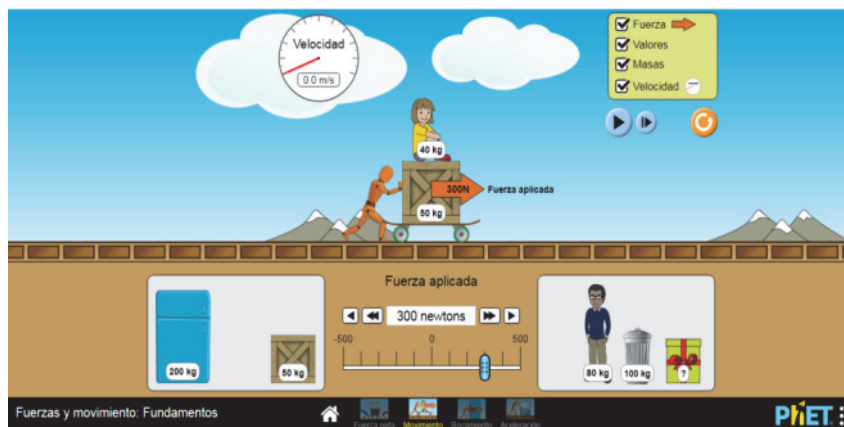 Velocidad
0.0 m/s
Fuerza
Valores
Masas
Velocidad
40 kg
300N
Fuerza aplicada
50 kg
Fuerza aplicada
300 newtons
-500
0
500
200 kg
50 kg
80 kg
100 kg
?
Fuerzas y movimiento: Fundamentos
Fuerza neta
Movimiento
Rozamiento
Aceleración
PhET